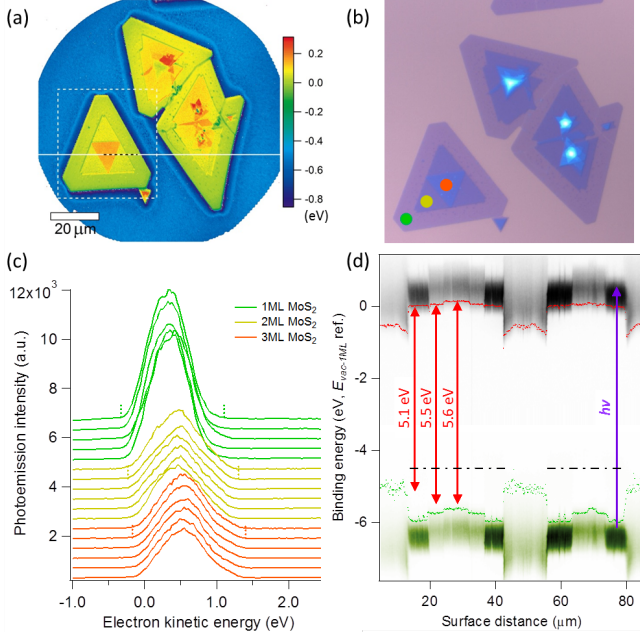 (a)
0.2
0.0
-0.2
-0.4
-0.6
-0.8
(eV)
20 μm
(b)
(c)
12x10³
10
8
6
4
2
Photoemission intensity (a.u.)
1ML MoS₂
2ML MoS₂
3ML MoS₂
-1.0 0.0 1.0 2.0
Electron kinetic energy (eV)
(d)
0
-2
-4
-6
Binding energy (eV, E_vac-1ML ref.)
5.1 eV
5.5 eV
5.6 eV
hν
20 40 60 80
Surface distance (μm)